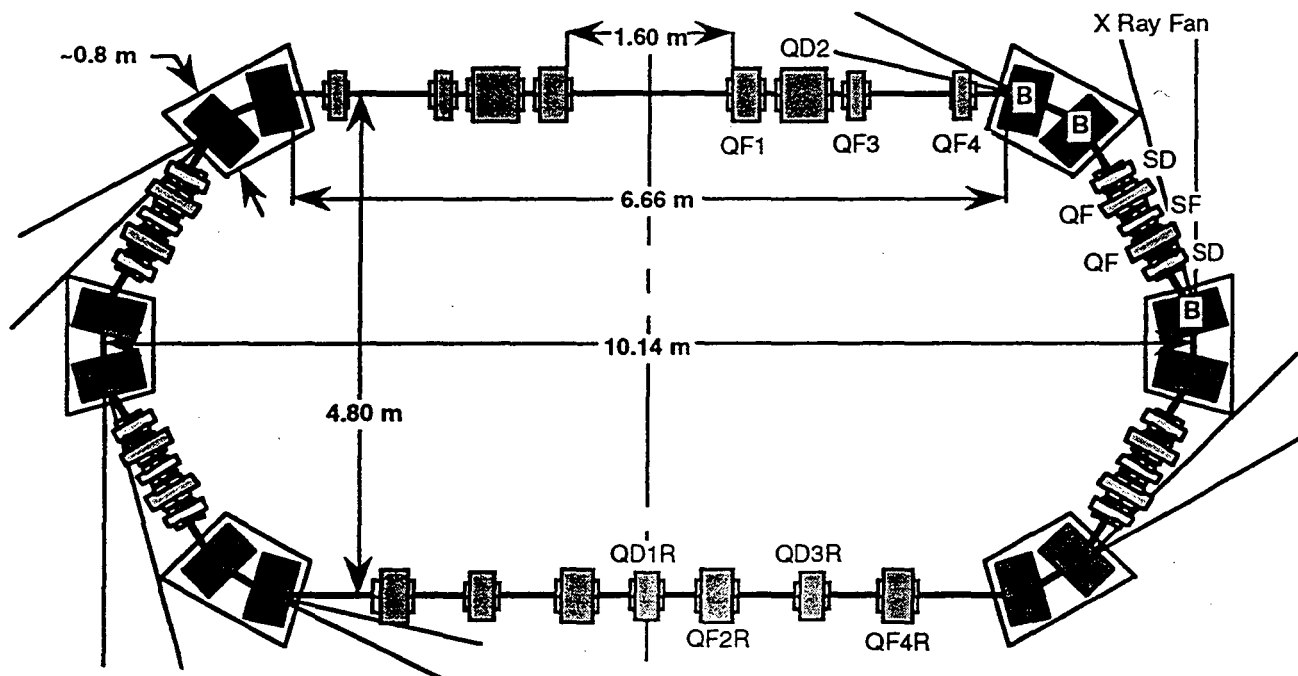 X Ray Fan
~0.8 m
1.60 m
QD2
B
B
QF1
QF3
QF4
SD
6.66 m
QF
SF
QF
SD
B
10.14 m
4.80 m
QD1R
QD3R
QF2R
QF4R